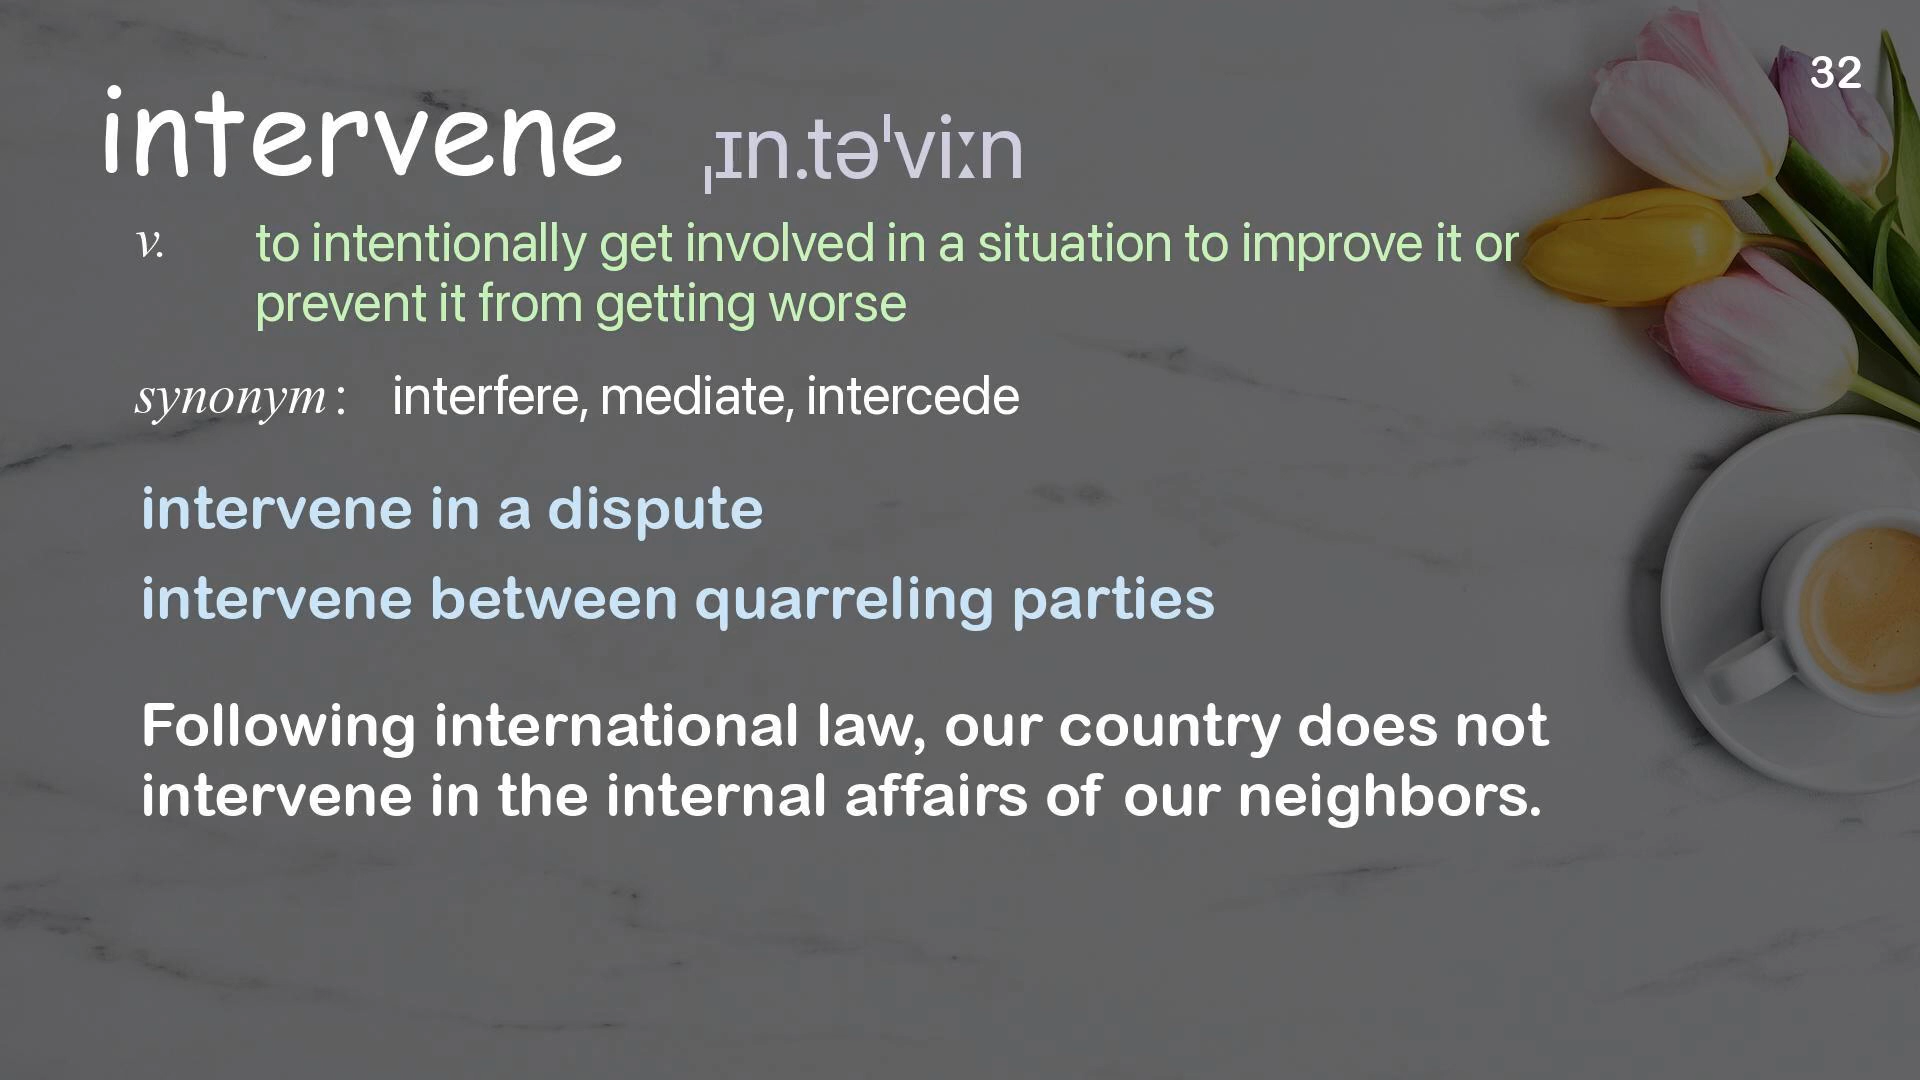 32
intervene ˌɪn.təˈviːn
v. to intentionally get involved in a situation to improve it or
prevent it from getting worse
synonym : interfere, mediate, intercede
intervene in a dispute
intervene between quarreling parties
Following international law, our country does not
intervene in the internal affairs of our neighbors.